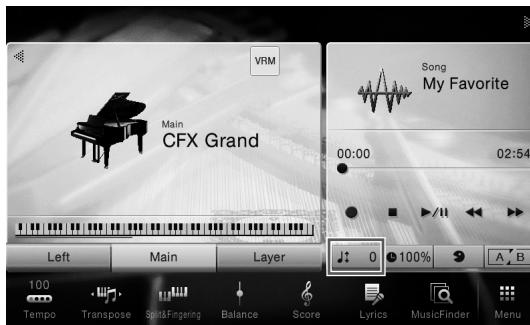 VRM
Main
CFX Grand
Song
My Favorite
00:00
02:54
Left
Main
Layer
0
100%
A B
100
Tempo
Transpose
Split&Fingering
Balance
Score
Lyrics
MusicFinder
Menu